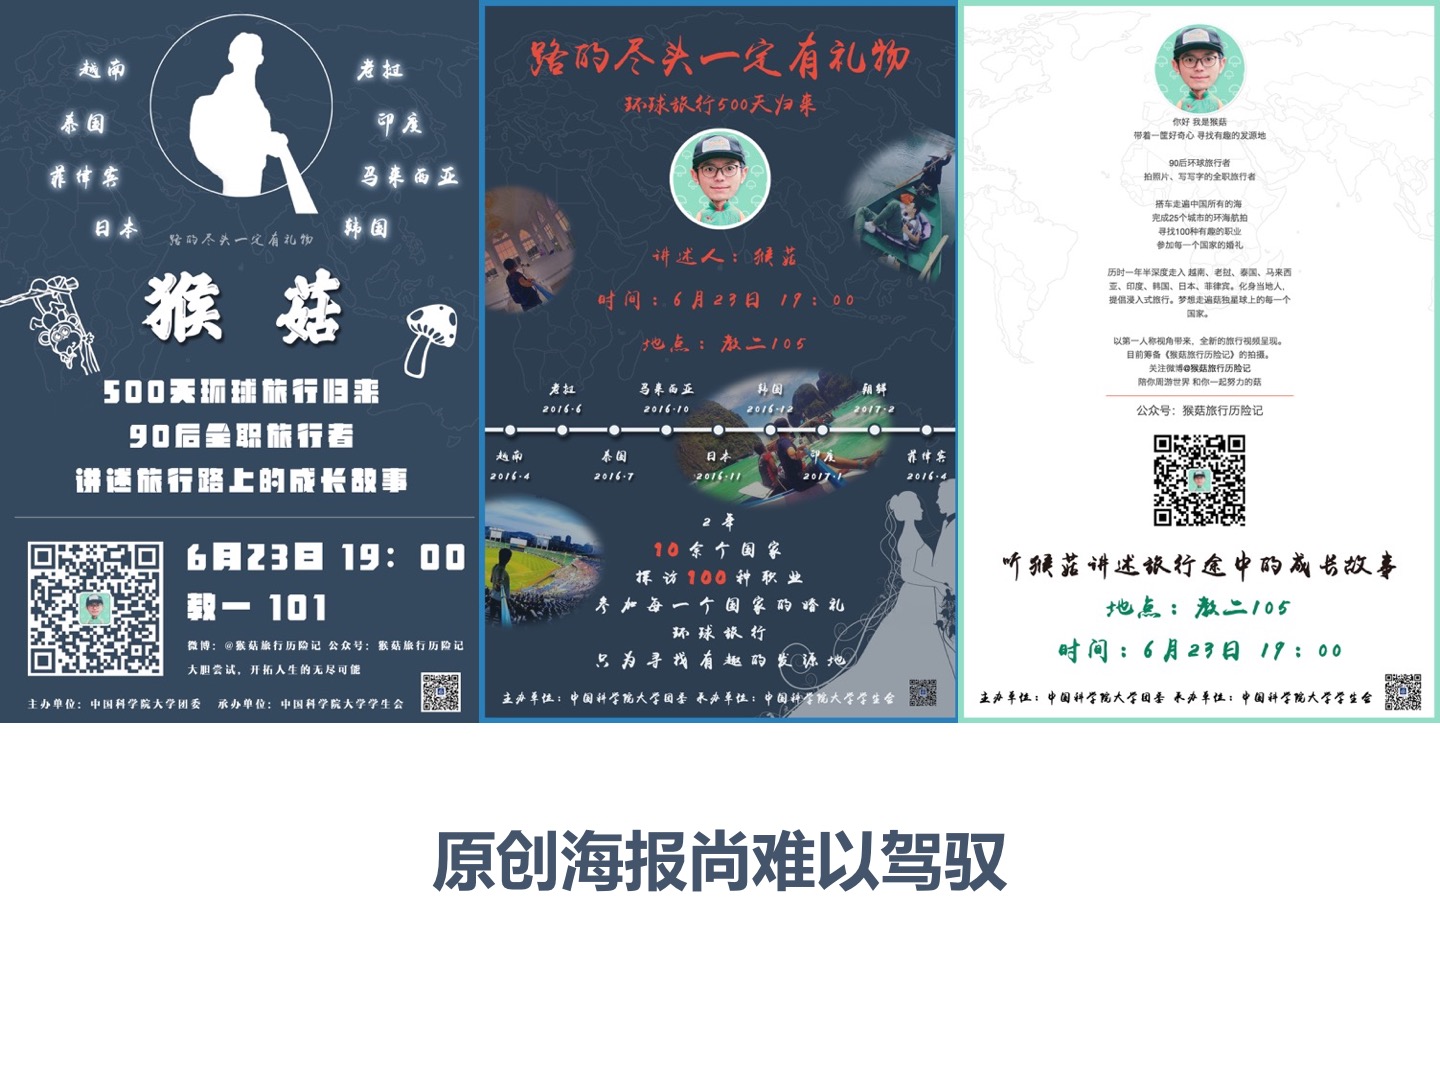 越南
老挝
泰国
印度
菲律宾
马来西亚
日本
韩国
路的尽头一定有礼物
猴 菇
500天环球旅行归来
90后全职旅行者
讲述旅行路上的成长故事
6月23日 19：00
教一 101
微博：@猴菇旅行历险记 公众号：猴菇旅行历险记
大胆尝试，开拓人生的无尽可能
主办单位：中国科学院大学团委 承办单位：中国科学院大学学生会
路的尽头一定有礼物
环球旅行500天归来
讲述人：猴菇
时间：6月23日 19：00
地点：教二105
老挝 马来西亚 韩国 朝鲜
2016·6 2016·10 2016·12 2017·2
越南 泰国 日本 印度 菲律宾
2016·4 2016·7 2016·11 2017·1 2016·4
2年
10余个国家
探访100种职业
参加每一个国家的婚礼
环球旅行
只为寻找有趣的发源地
主办单位：中国科学院大学团委 承办单位：中国科学院大学学生会
你好 我是猴菇
带着一筐好奇心 寻找有趣的发源地
90后环球旅行者
拍照片、写写字的全职旅行者
搭车走遍中国所有的海
完成25个城市的环海航拍
寻找100种有趣的职业
参加每一个国家的婚礼
历时一年半深度走入 越南、老挝、泰国、马来西
亚、印度、韩国、日本、菲律宾。化身当地人，
提倡浸入式旅行。梦想走遍菇独星球上的每一个
国家。
以第一人称视角带来，全新的旅行视频呈现。
目前筹备《猴菇旅行历险记》的拍摄。
关注微博@猴菇旅行历险记
陪你周游世界 和你一起努力的菇
公众号：猴菇旅行历险记
听猴菇讲述旅行途中的成长故事
地点：教二105
时间：6月23日 19：00
主办单位：中国科学院大学团委 承办单位：中国科学院大学学生会
原创海报尚难以驾驭